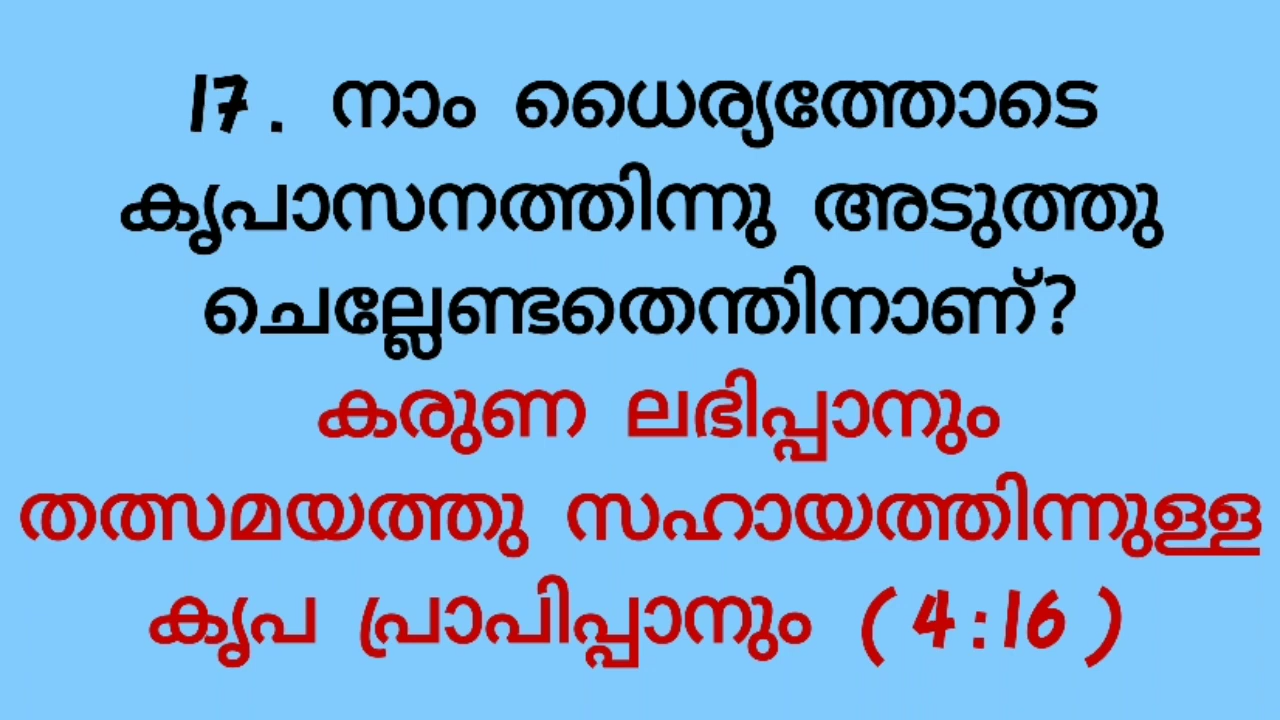 17. നാം ധൈര്യത്തോടെ
കൃപാസനത്തിന്നു അടുത്തു
ചെല്ലേണ്ടതെന്തിനാണ്?
കരുണ ലഭിപ്പാനും
തത്സമയത്തു സഹായത്തിന്നുള്ള
കൃപ പ്രാപിപ്പാനും (4:16)